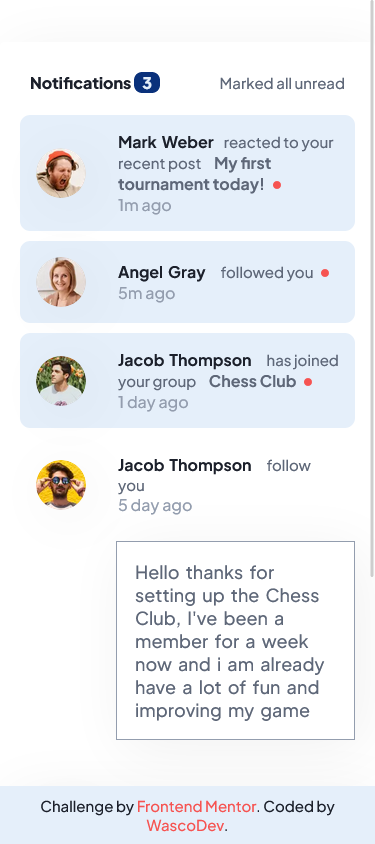 Notifications 3 Marked all unread
Mark Weber reacted to your
recent post My first
tournament today!
1m ago
Angel Gray followed you
5m ago
Jacob Thompson has joined
your group Chess Club
1 day ago
Jacob Thompson follow
you
5 day ago
Hello thanks for
setting up the Chess
Club, I've been a
member for a week
now and i am already
have a lot of fun and
improving my game
Challenge by Frontend Mentor. Coded by
WascoDev.